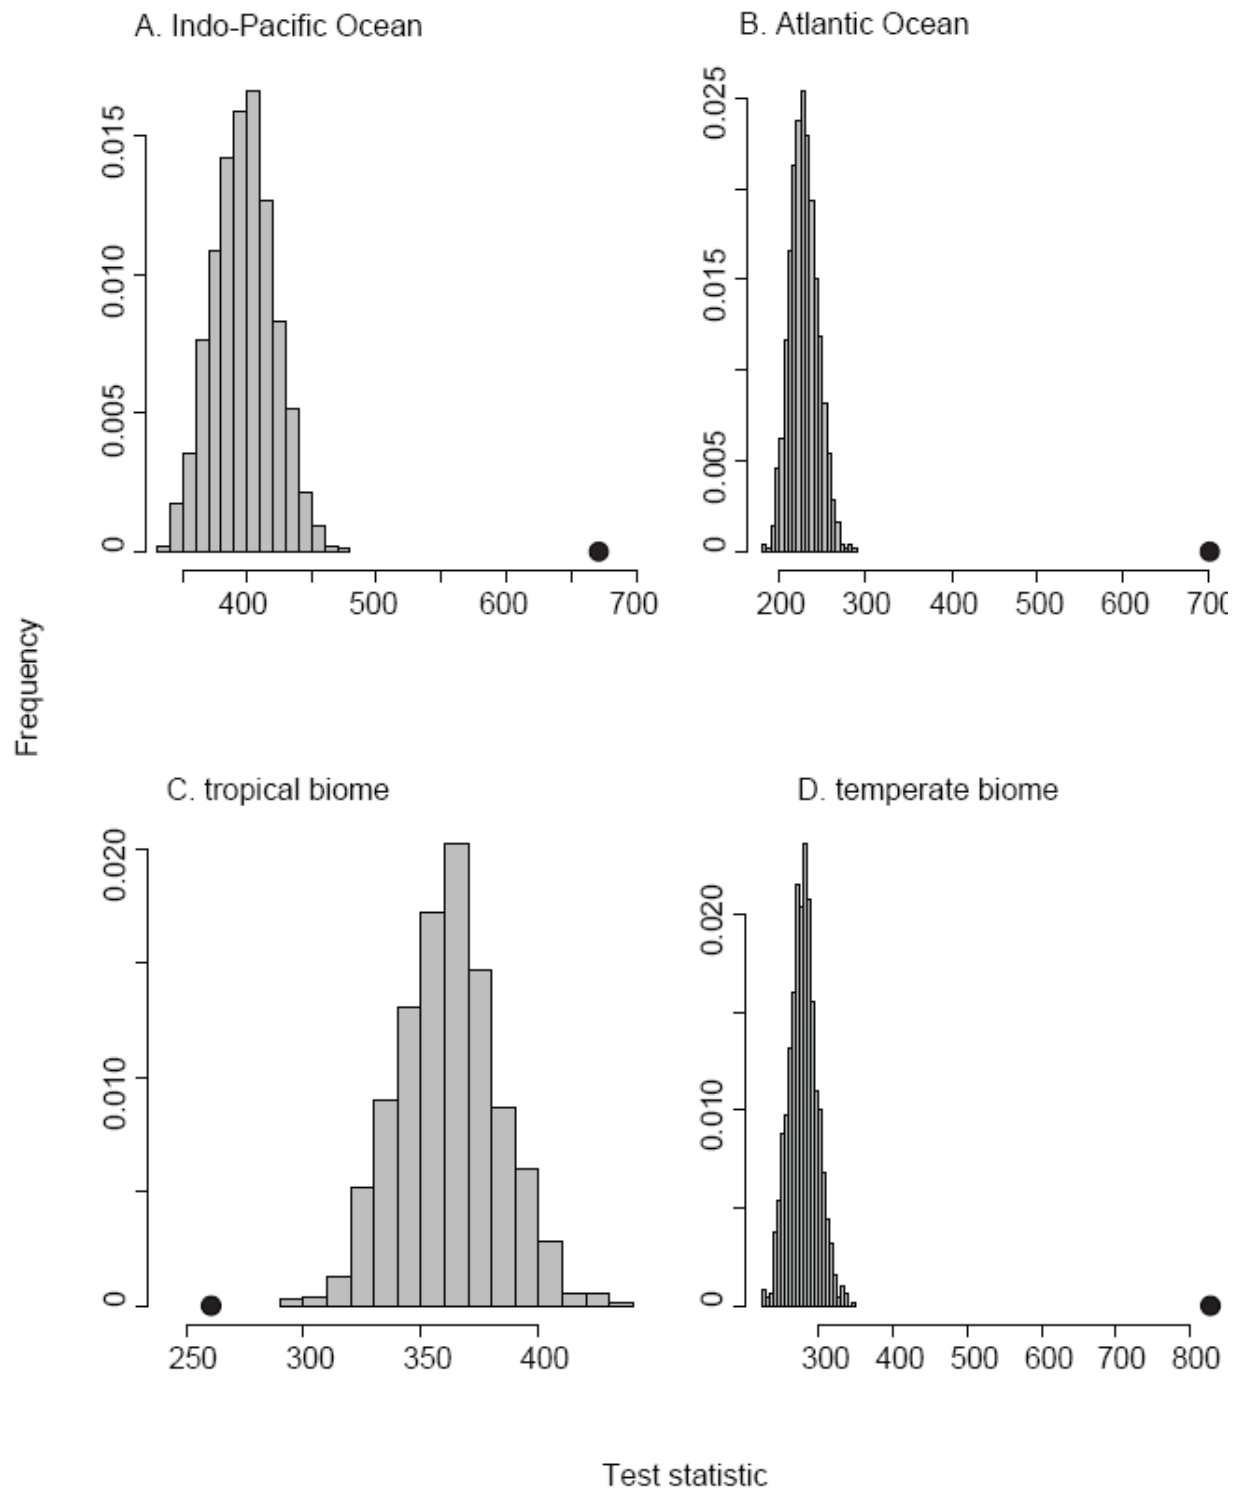 A. Indo-Pacific Ocean
B. Atlantic Ocean
0.015
0.010
0.005
0
400 500 600 700
0.025
0.015
0.005
0
200 300 400 500 600 700
Frequency
C. tropical biome
D. temperate biome
0.020
0.010
0
250 300 350 400
0.020
0.010
0
300 400 500 600 700 800
Test statistic